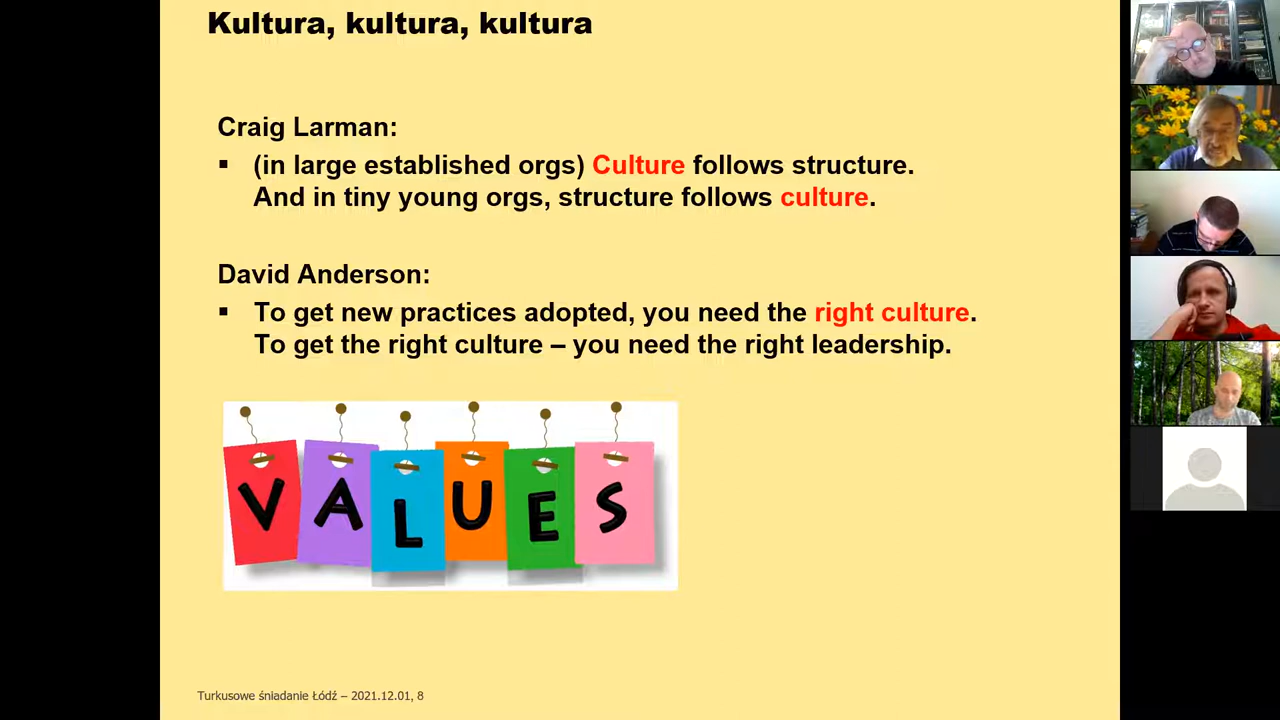 Kultura, kultura, kultura
Craig Larman:
▪ (in large established orgs) Culture follows structure.
And in tiny young orgs, structure follows culture.
David Anderson:
▪ To get new practices adopted, you need the right culture.
To get the right culture – you need the right leadership.
VALUES
Turkusowe śniadanie Łódź – 2021.12.01, 8